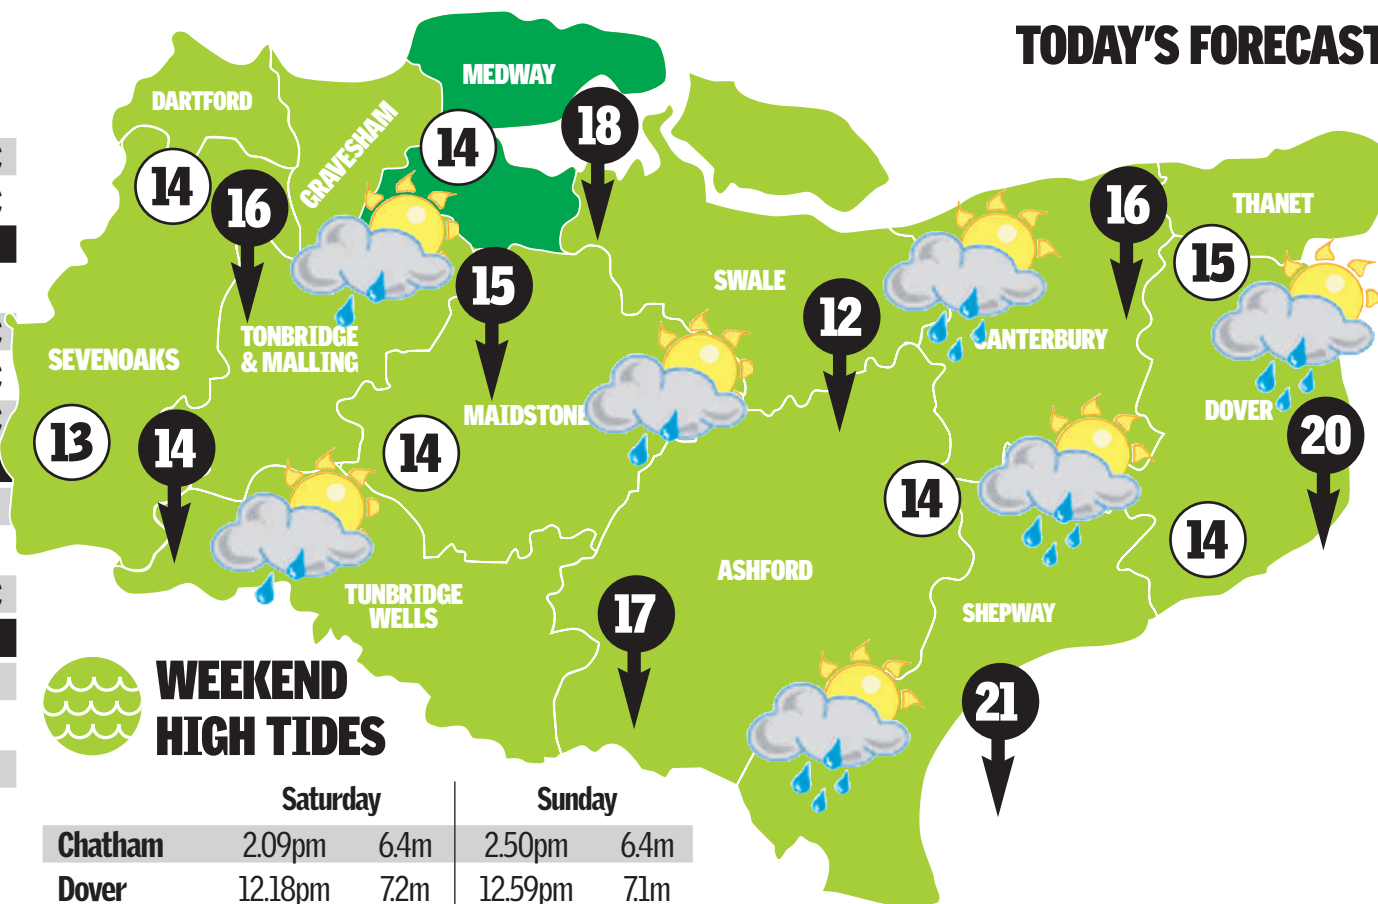 TODAY'S FORECAST
MEDWAY
DARTFORD
GRAVESHAM
18
14
14
16
16
THANET
15
SWALE
15
12
CANTERBURY
TONBRIDGE
& MALLING
SEVENOAKS
MAIDSTONE
DOVER
20
13
14
14
14
14
ASHFORD
TUNBRIDGE
WELLS
17
SHEPWAY
21
WEEKEND
HIGH TIDES
Saturday Sunday
Chatham 2.09pm 6.4m 2.50pm 6.4m
Dover 12.18pm 7.2m 12.59pm 7.1m